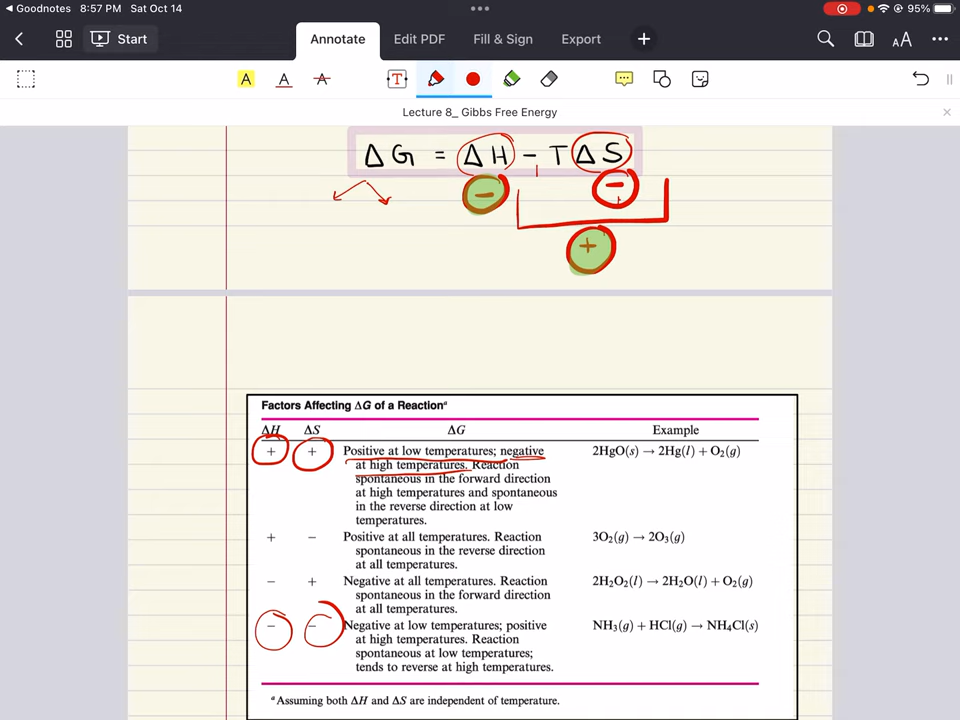 Goodnotes 8:57 PM Sat Oct 14 95%
Start Annotate Edit PDF Fill & Sign Export
Lecture 8_ Gibbs Free Energy
ΔG = ΔH - TΔS
- -
+
Factors Affecting ΔG of a Reactionᵃ
ΔH ΔS ΔG Example
+ + Positive at low temperatures; negative 2HgO(s) → 2Hg(l) + O₂(g)
at high temperatures. Reaction
spontaneous in the forward direction
at high temperatures and spontaneous
in the reverse direction at low
temperatures.
+ − Positive at all temperatures. Reaction 3O₂(g) → 2O₃(g)
spontaneous in the reverse direction
at all temperatures.
− + Negative at all temperatures. Reaction 2H₂O₂(l) → 2H₂O(l) + O₂(g)
spontaneous in the forward direction
at all temperatures.
− − Negative at low temperatures; positive NH₃(g) + HCl(g) → NH₄Cl(s)
at high temperatures. Reaction
spontaneous at low temperatures;
tends to reverse at high temperatures.
ᵃ Assuming both ΔH and ΔS are independent of temperature.